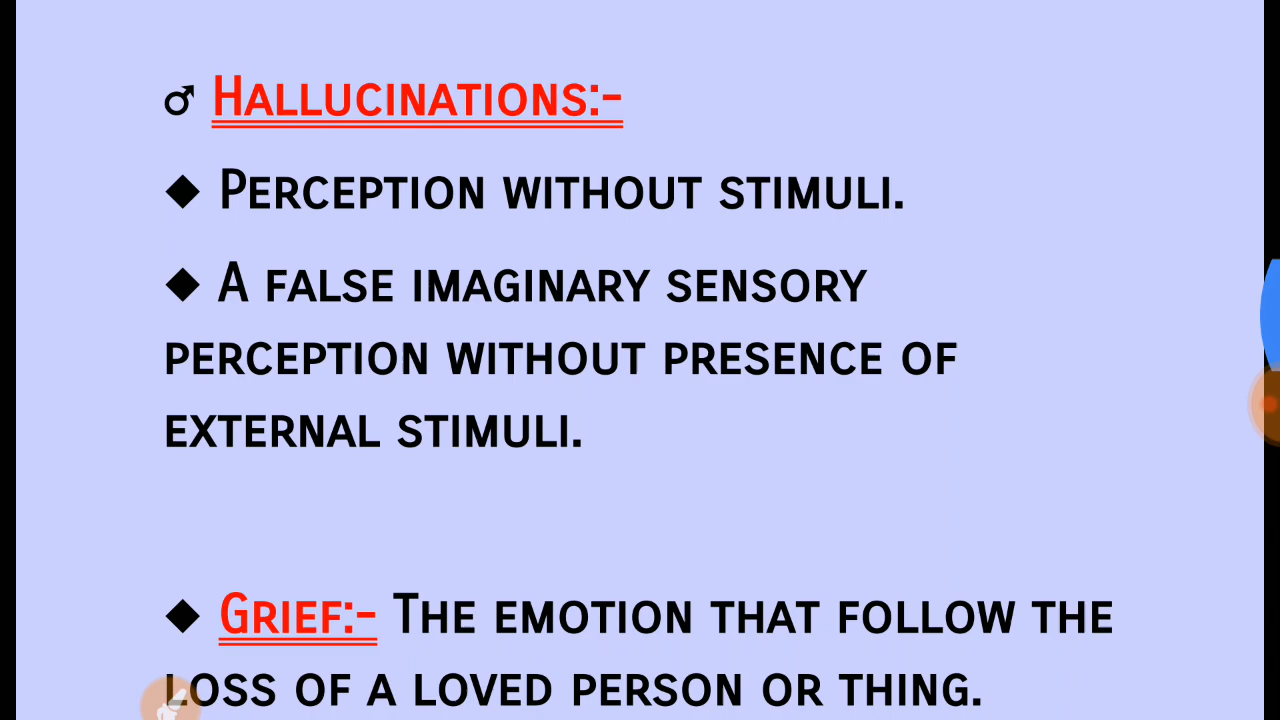 ♂ Hallucinations:-
◆ Perception without stimuli.
◆ A false imaginary sensory
perception without presence of
external stimuli.
◆ Grief:- The emotion that follow the
loss of a loved person or thing.